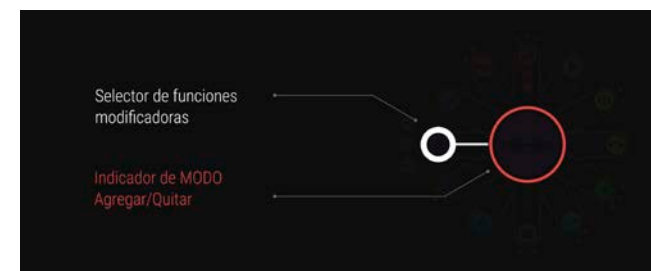 Selector de funciones
modificadoras
Indicador de MODO
Agregar/Quitar